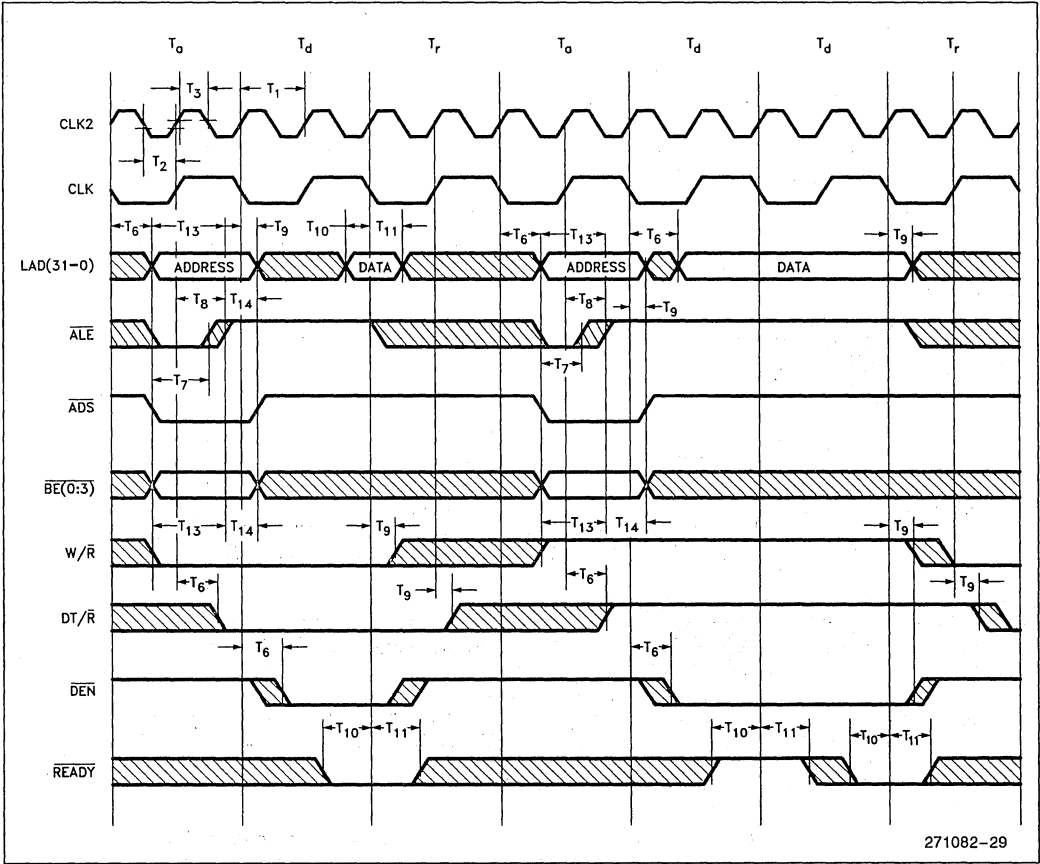 Ta Td Tr Ta Td Td Tr
T3 T1
CLK2
T2
CLK
T6 T13 T9 T10 T11 T6 T13 T6 T9
LAD(31-0) ADDRESS DATA ADDRESS DATA
T8 T14 T8 T9
ALE
T7 T7
ADS
BE(0:3)
T13 T14 T9 T13 T14 T9
W/R
T6 T9 T6 T9
DT/R
T6 T6
DEN
T10 T11 T10 T11 T10 T11
READY
271082-29